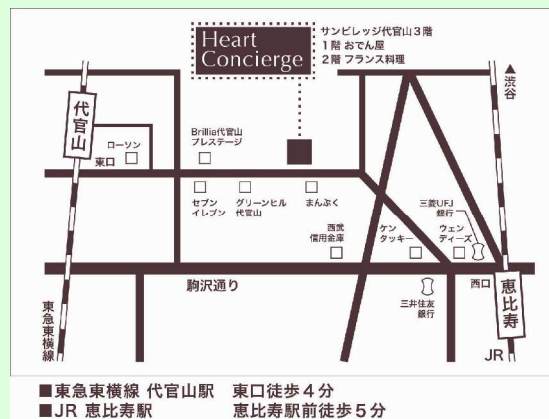 Heart
Concierge
サンビレッジ代官山３階
１階 おでん屋
２階 フランス料理
▲渋谷
代官山
ローソン
東口
Brillia代官山
プレステージ
セブン
イレブン
グリーンヒル
代官山
まんぷく
三菱UFJ
銀行
西武
信用金庫
ケン
タッキー
ウェン
ディーズ
駒沢通り
三井住友
銀行
西口
恵比寿
東急東横線
JR
■東急東横線 代官山駅 東口徒歩４分
■JR 恵比寿駅 恵比寿駅前徒歩５分